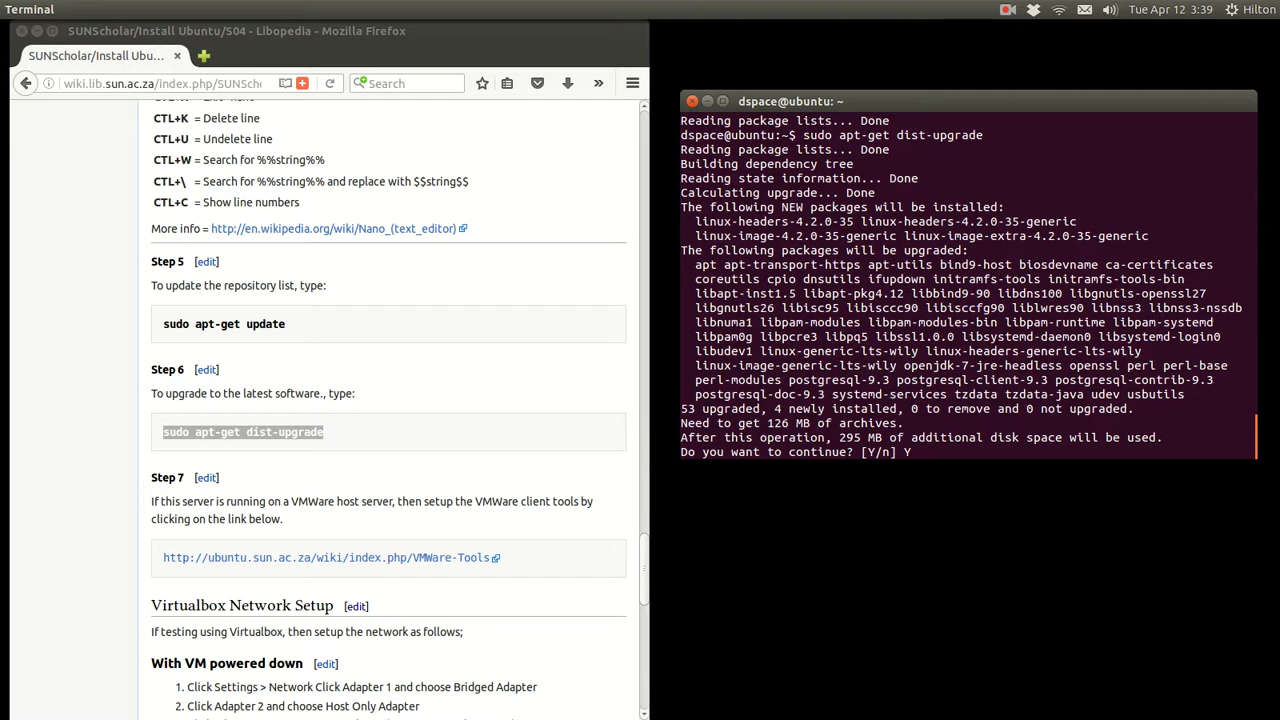 Terminal
Tue Apr 12 3:39 Hilton
SUNScholar/Install Ubuntu/S04 - Libopedia - Mozilla Firefox
SUNScholar/Install Ubu...
wiki.lib.sun.ac.za/index.php/SUNSch
Search
CTL+K = Delete line
CTL+U = Undelete line
CTL+W = Search for %%string%%
CTL+\ = Search for %%string%% and replace with $$string$$
CTL+C = Show line numbers
More info = http://en.wikipedia.org/wiki/Nano_(text_editor)
Step 5 [edit]
To update the repository list, type:
sudo apt-get update
Step 6 [edit]
To upgrade to the latest software., type:
sudo apt-get dist-upgrade
Step 7 [edit]
If this server is running on a VMWare host server, then setup the VMWare client tools by
clicking on the link below.
http://ubuntu.sun.ac.za/wiki/index.php/VMWare-Tools
Virtualbox Network Setup [edit]
If testing using Virtualbox, then setup the network as follows;
With VM powered down [edit]
1. Click Settings > Network Click Adapter 1 and choose Bridged Adapter
2. Click Adapter 2 and choose Host Only Adapter
dspace@ubuntu: ~
Reading package lists... Done
dspace@ubuntu:~$ sudo apt-get dist-upgrade
Reading package lists... Done
Building dependency tree
Reading state information... Done
Calculating upgrade... Done
The following NEW packages will be installed:
linux-headers-4.2.0-35 linux-headers-4.2.0-35-generic
linux-image-4.2.0-35-generic linux-image-extra-4.2.0-35-generic
The following packages will be upgraded:
apt apt-transport-https apt-utils bind9-host biosdevname ca-certificates
coreutils cpio dnsutils ifupdown initramfs-tools initramfs-tools-bin
libapt-inst1.5 libapt-pkg4.12 libbind9-90 libdns100 libgnutls-openssl27
libgnutls26 libisc95 libisccc90 libisccfg90 liblwres90 libnss3 libnss3-nssdb
libnuma1 libpam-modules libpam-modules-bin libpam-runtime libpam-systemd
libpam0g libpcre3 libpq5 libssl1.0.0 libsystemd-daemon0 libsystemd-login0
libudev1 linux-generic-lts-wily linux-headers-generic-lts-wily
linux-image-generic-lts-wily openjdk-7-jre-headless openssl perl perl-base
perl-modules postgresql-9.3 postgresql-client-9.3 postgresql-contrib-9.3
postgresql-doc-9.3 systemd-services tzdata tzdata-java udev usbutils
53 upgraded, 4 newly installed, 0 to remove and 0 not upgraded.
Need to get 126 MB of archives.
After this operation, 295 MB of additional disk space will be used.
Do you want to continue? [Y/n] Y